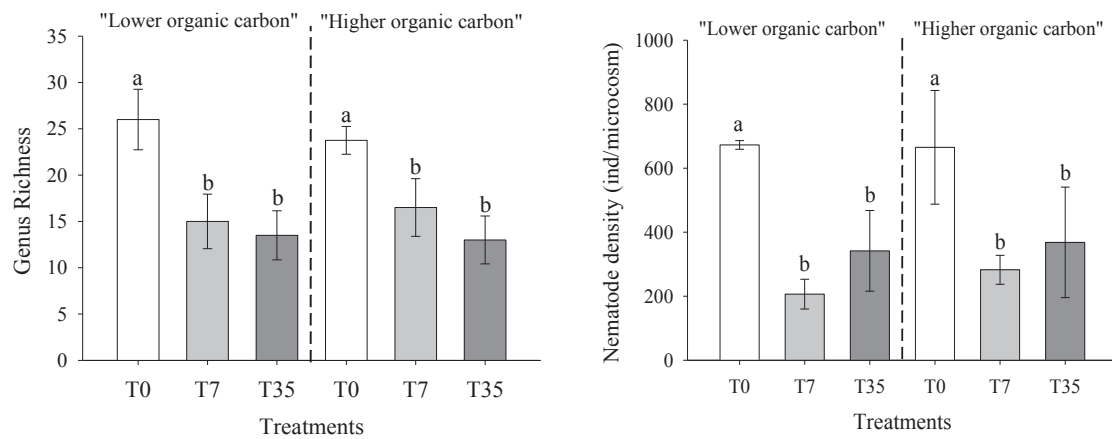 "Lower organic carbon" "Higher organic carbon"
35
30
25
20
15
10
5
0
Genus Richness
a
b
b
a
b
b
T0 T7 T35 T0 T7 T35
Treatments
"Lower organic carbon" "Higher organic carbon"
1000
800
600
400
200
0
Nematode density (ind/microcosm)
a
b
b
a
b
b
T0 T7 T35 T0 T7 T35
Treatments